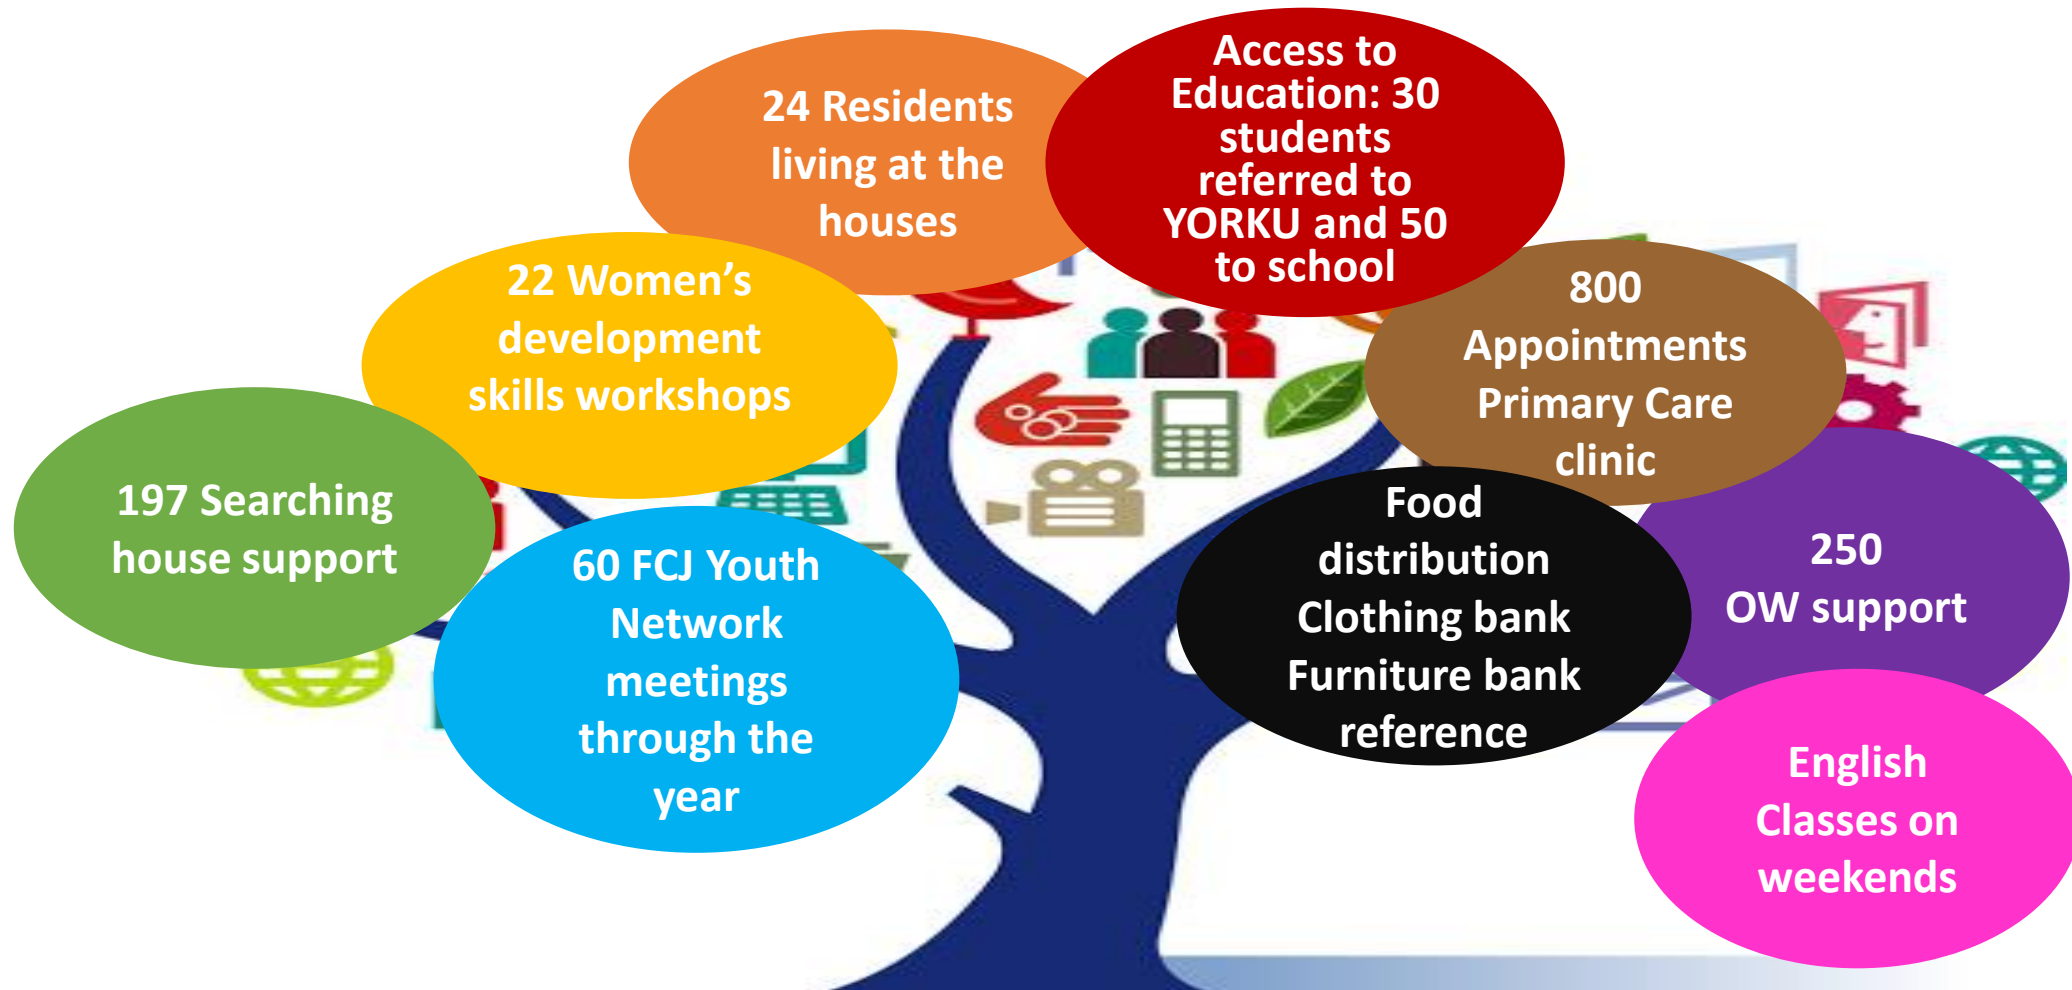 24 Residents
living at the
houses
Access to
Education: 30
students
referred to
YORKU and 50
to school
22 Women’s
development
skills workshops
800
Appointments
Primary Care
clinic
197 Searching
house support
60 FCJ Youth
Network
meetings
through the
year
Food
distribution
Clothing bank
Furniture bank
reference
250
OW support
English
Classes on
weekends